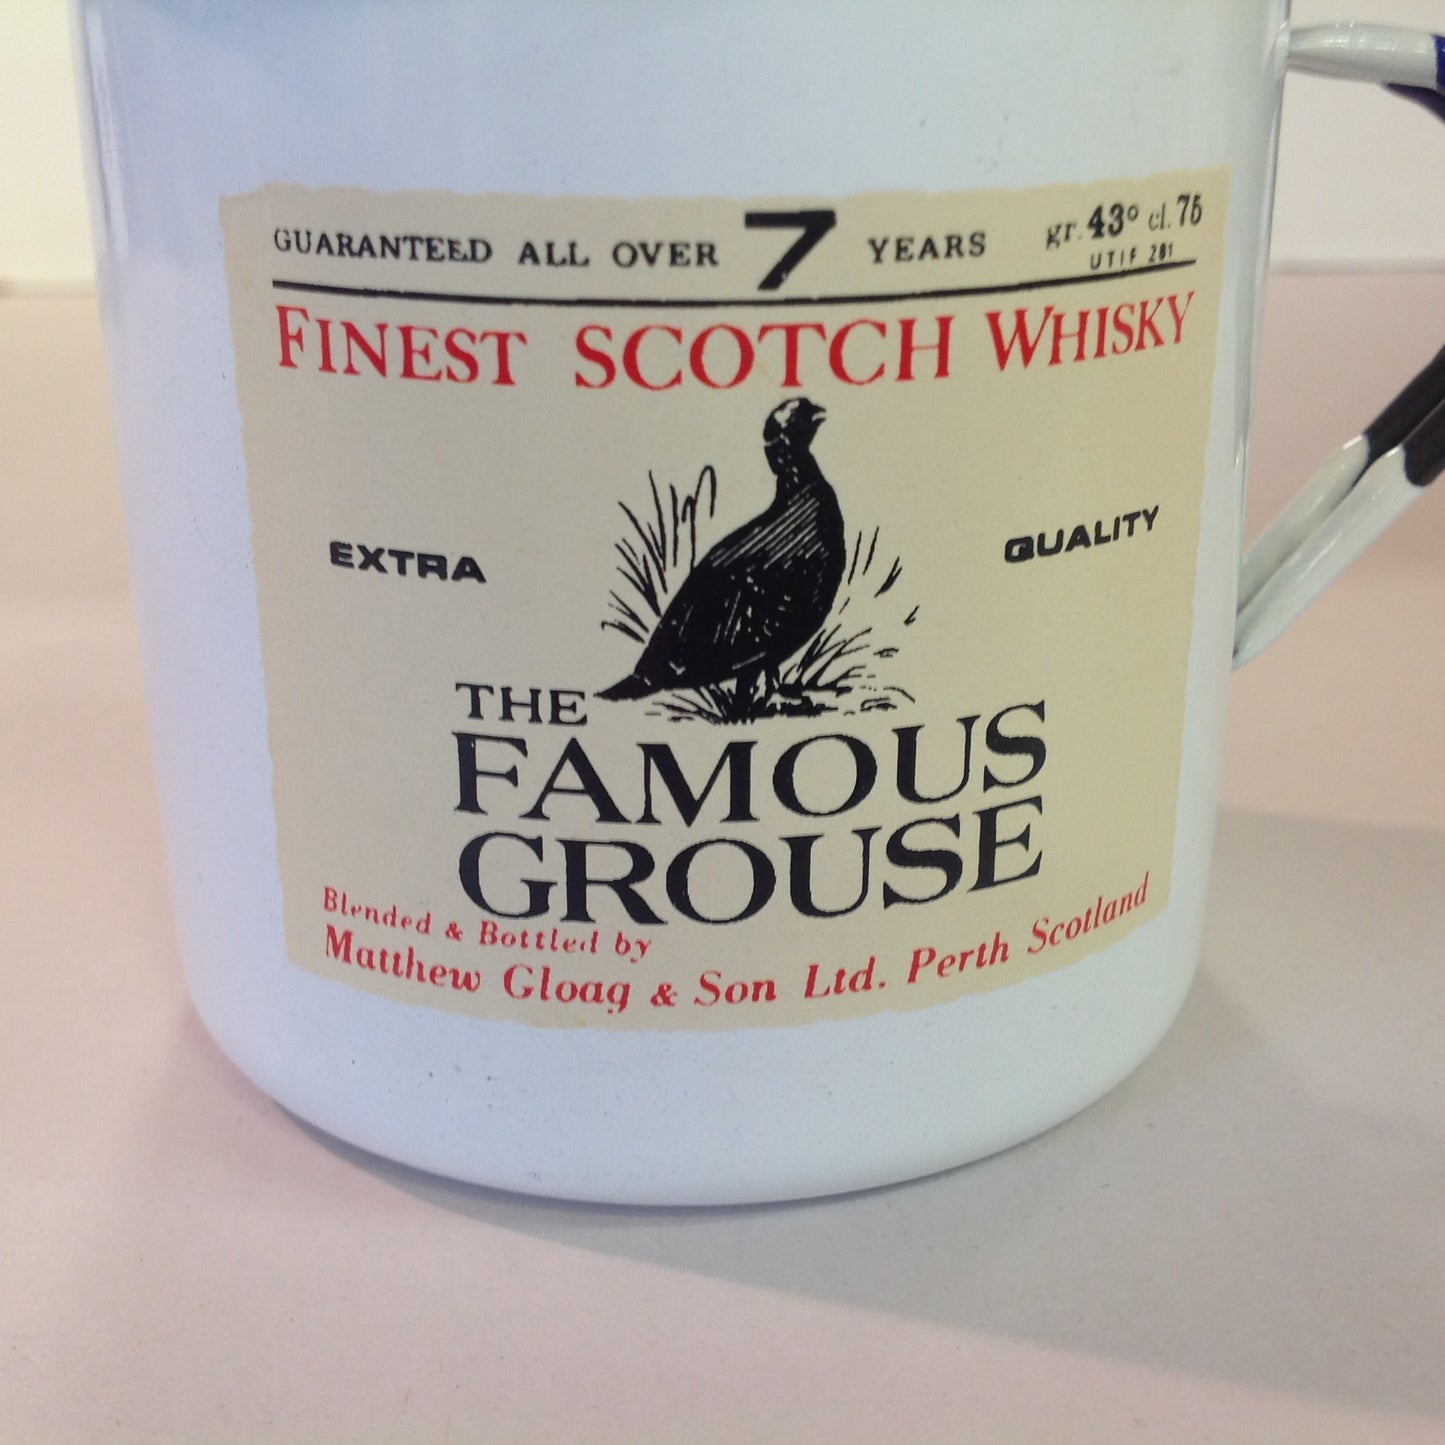 GUARANTEED ALL OVER 7 YEARS gr. 43° cl. 75
UTIF 281
FINEST SCOTCH WHISKY
EXTRA QUALITY
THE
FAMOUS
GROUSE
Blended & Bottled by
Matthew Gloag & Son Ltd. Perth Scotland